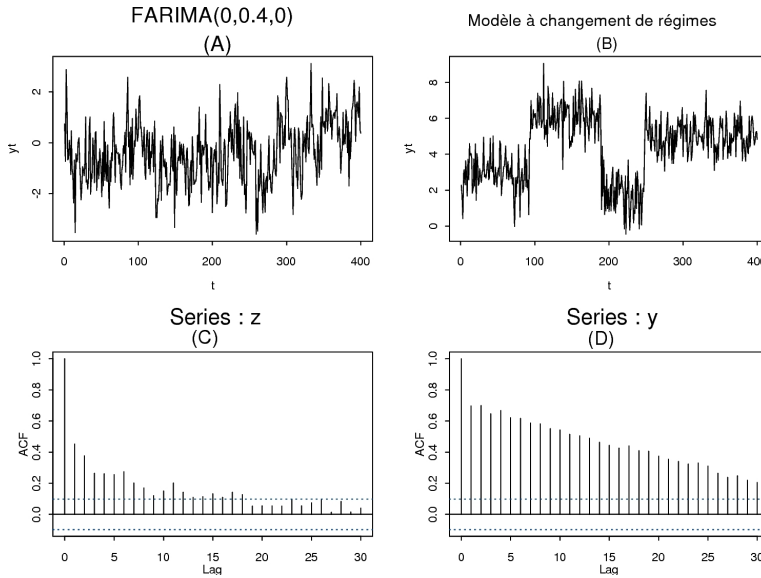 FARIMA(0,0.4,0)
(A)
yt
2
0
-2
0 100 200 300 400
t
Modèle à changement de régimes
(B)
yt
8
6
4
2
0
0 100 200 300 400
t
Series : z
(C)
ACF
1.0
0.8
0.6
0.4
0.2
0.0
0 5 10 15 20 25 30
Lag
Series : y
(D)
ACF
1.0
0.8
0.6
0.4
0.2
0.0
0 5 10 15 20 25 30
Lag